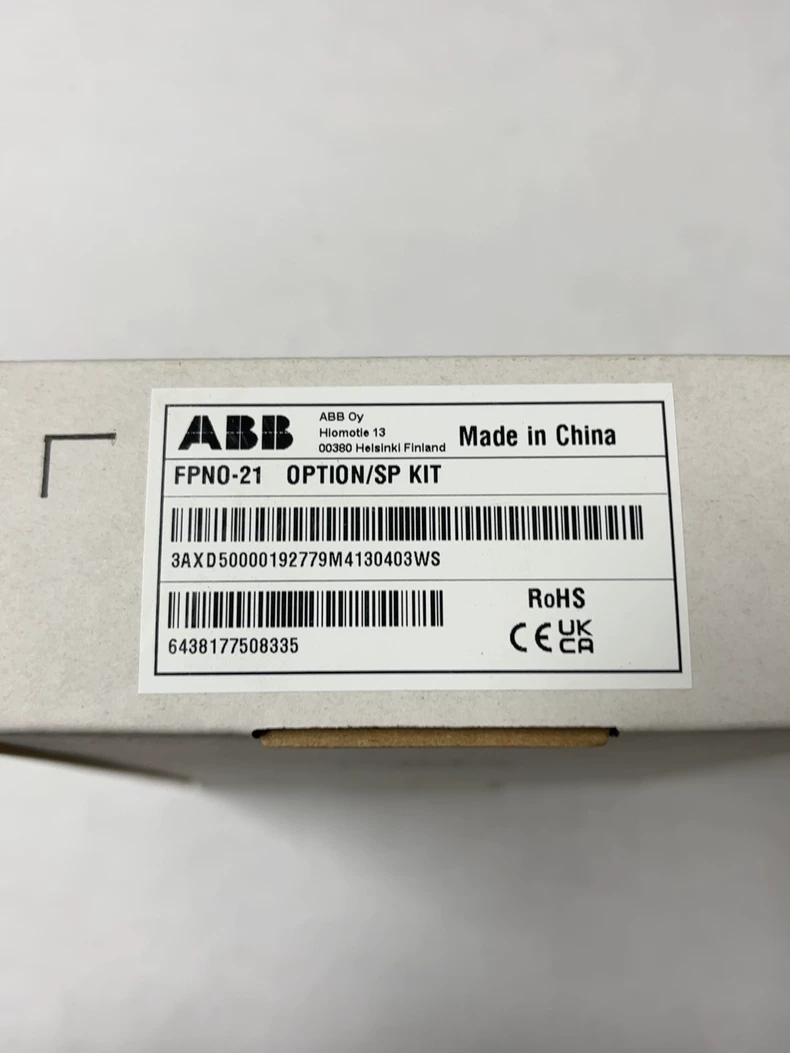 ABB
ABB Oy
Hiomotie 13
00380 Helsinki Finland
Made in China
FPNO-21 OPTION/SP KIT
3AXD50000192779M4130403WS
6438177508335
RoHS
CE UK
CA